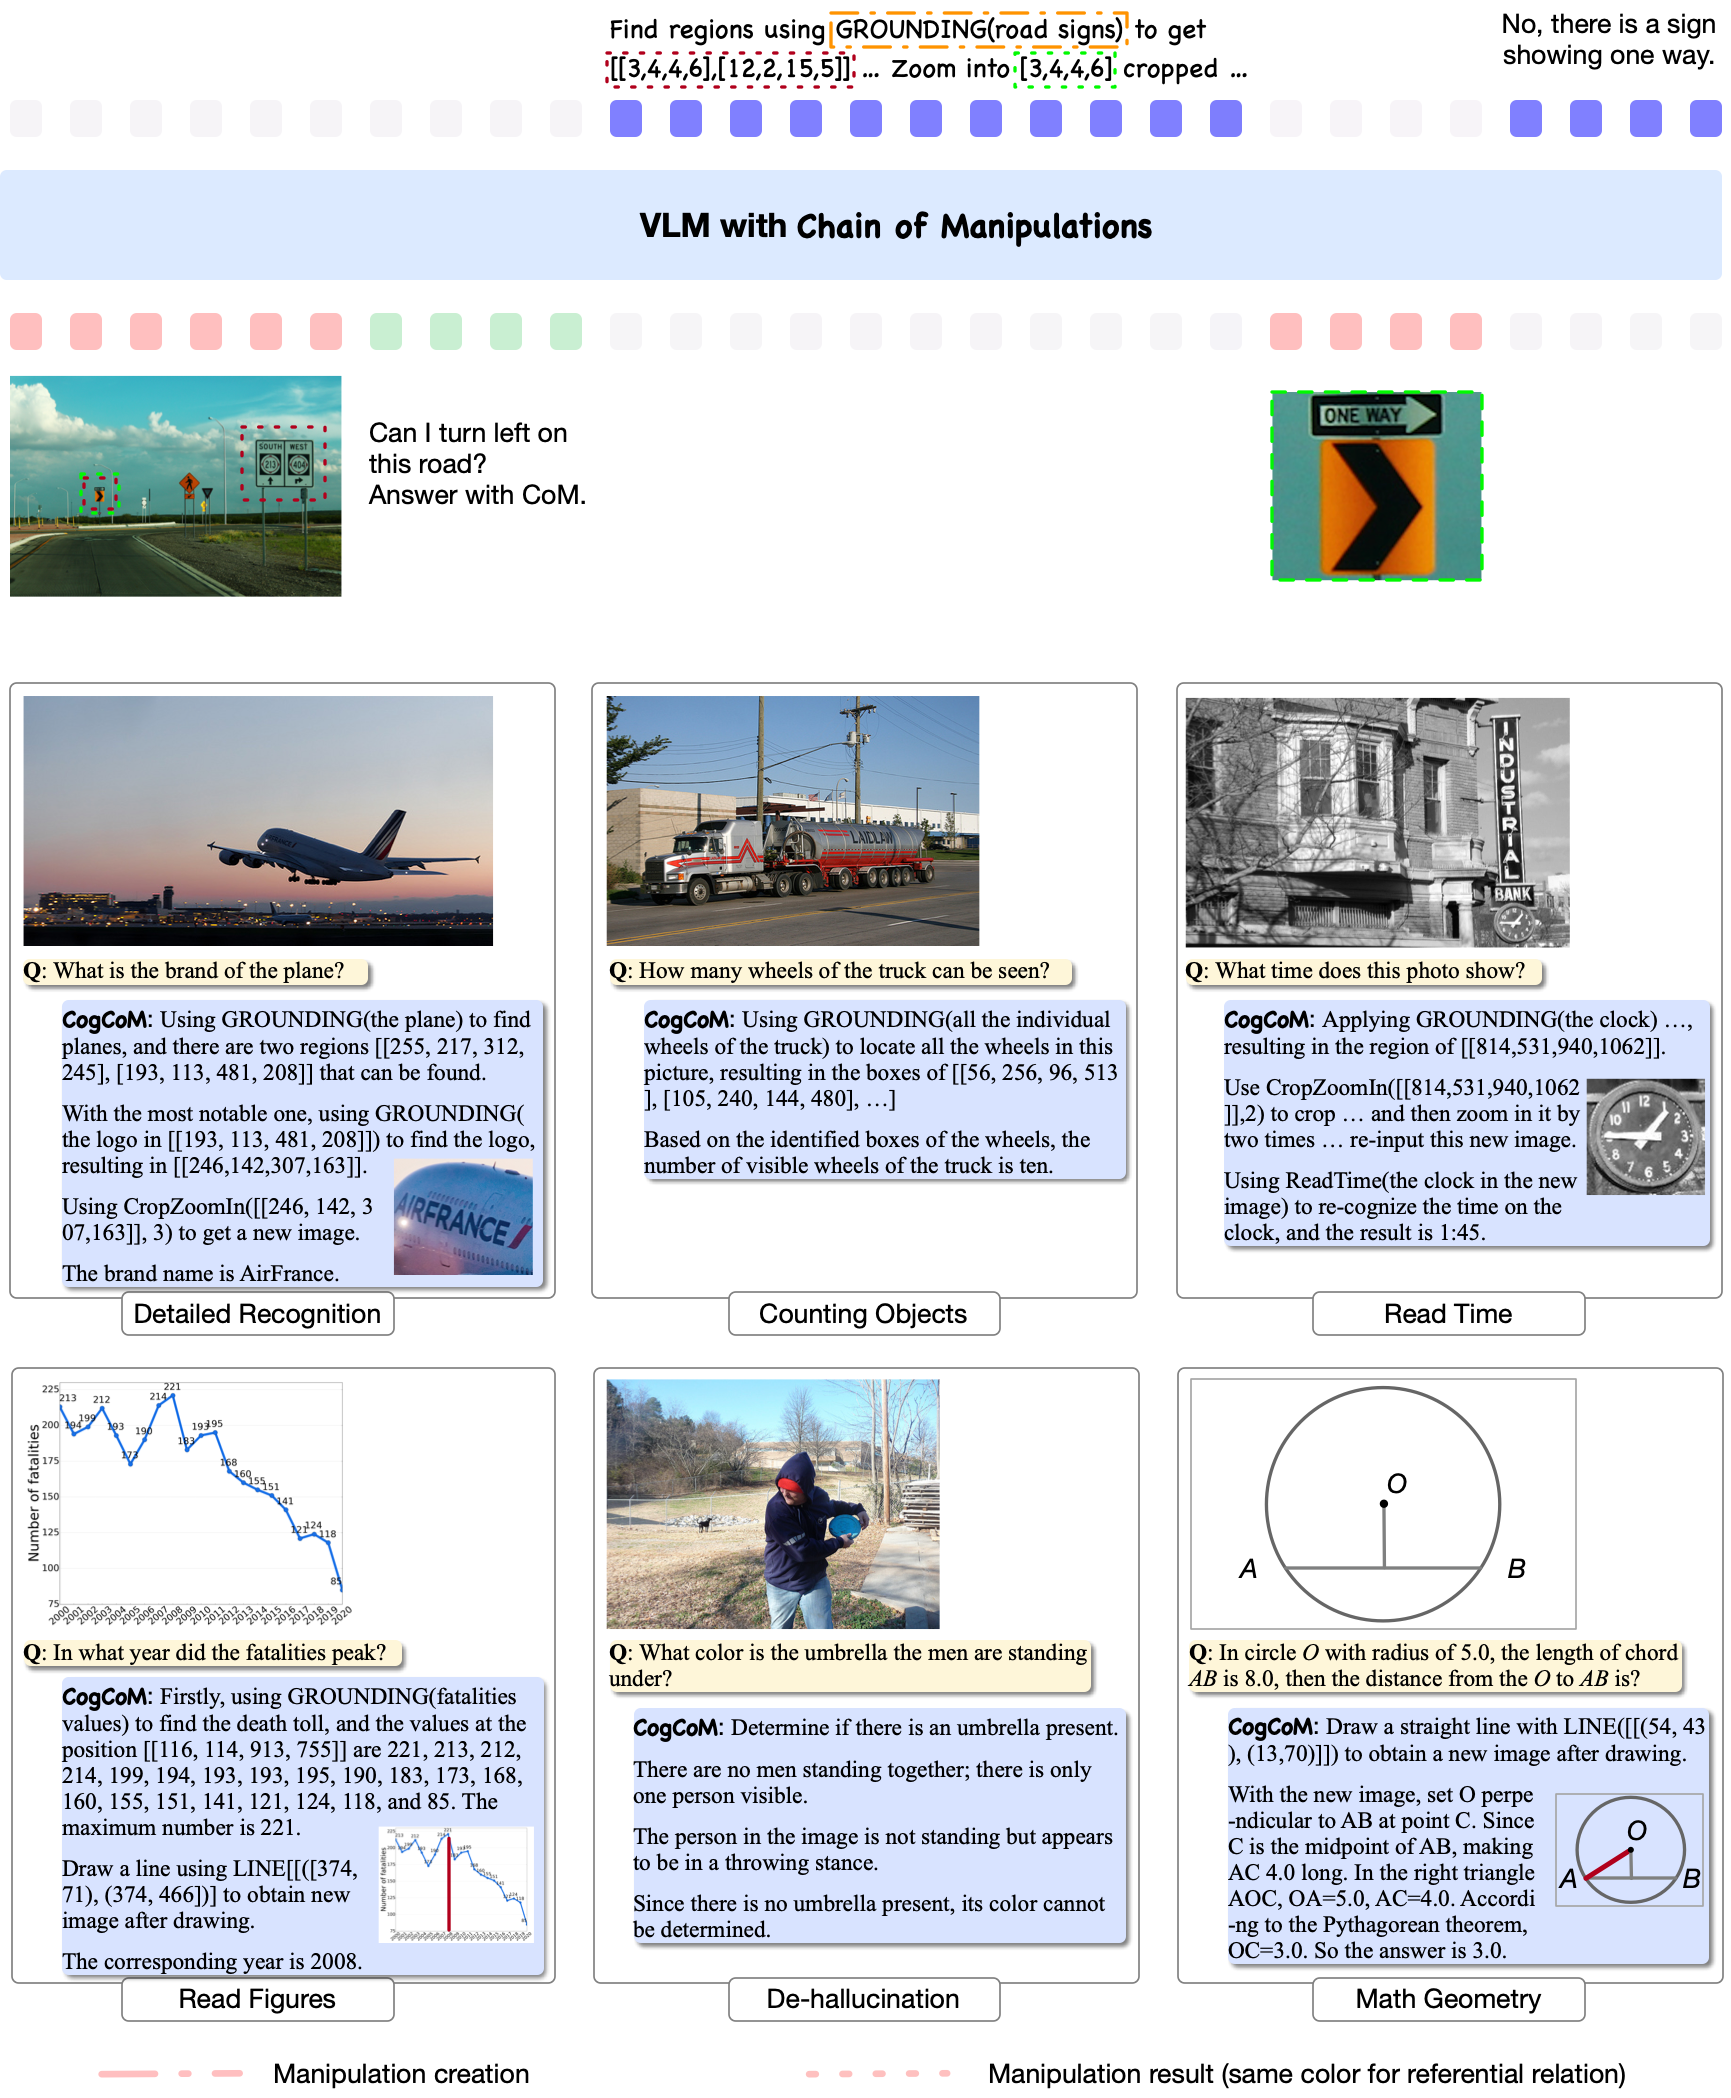 Find regions using GROUNDING(road signs) to get
[[3,4,4,6],[12,2,15,5]] ... Zoom into [3,4,4,6] cropped ...
No, there is a sign
showing one way.
VLM with Chain of Manipulations
SOUTH WEST
213 404
Can I turn left on
this road?
Answer with CoM.
ONE WAY
Q: What is the brand of the plane?
CogCoM: Using GROUNDING(the plane) to find
planes, and there are two regions [[255, 217, 312,
245], [193, 113, 481, 208]] that can be found.
With the most notable one, using GROUNDING(
the logo in [[193, 113, 481, 208]]) to find the logo,
resulting in [[246,142,307,163]].
Using CropZoomIn([[246, 142, 3
07,163]], 3) to get a new image.
AIRFRANCE
The brand name is AirFrance.
Detailed Recognition
LAIDLAW
Q: How many wheels of the truck can be seen?
CogCoM: Using GROUNDING(all the individual
wheels of the truck) to locate all the wheels in this
picture, resulting in the boxes of [[56, 256, 96, 513
], [105, 240, 144, 480], …]
Based on the identified boxes of the wheels, the
number of visible wheels of the truck is ten.
Counting Objects
INDUSTRIAL
BANK
Q: What time does this photo show?
CogCoM: Applying GROUNDING(the clock) …,
resulting in the region of [[814,531,940,1062]].
Use CropZoomIn([[814,531,940,1062
]],2) to crop … and then zoom in it by
two times … re-input this new image.
Using ReadTime(the clock in the new
image) to re-cognize the time on the
clock, and the result is 1:45.
Read Time
Number of fatalities
225
200
175
150
125
100
75
213 194 199 212 193 173 190 214 221 183 193 195 168 160 155 151 141 121 124 118 85
2000 2001 2002 2003 2004 2005 2006 2007 2008 2009 2010 2011 2012 2013 2014 2015 2016 2017 2018 2019 2020
Q: In what year did the fatalities peak?
CogCoM: Firstly, using GROUNDING(fatalities
values) to find the death toll, and the values at the
position [[116, 114, 913, 755]] are 221, 213, 212,
214, 199, 194, 193, 193, 195, 190, 183, 173, 168,
160, 155, 151, 141, 121, 124, 118, and 85. The
maximum number is 221.
Draw a line using LINE[[([374,
71), (374, 466])] to obtain new
image after drawing.
The corresponding year is 2008.
Number of fatalities
Read Figures
Q: What color is the umbrella the men are standing
under?
CogCoM: Determine if there is an umbrella present.
There are no men standing together; there is only
one person visible.
The person in the image is not standing but appears
to be in a throwing stance.
Since there is no umbrella present, its color cannot
be determined.
De-hallucination
O
A B
Q: In circle O with radius of 5.0, the length of chord
AB is 8.0, then the distance from the O to AB is?
CogCoM: Draw a straight line with LINE([[(54, 43
), (13,70)]]) to obtain a new image after drawing.
With the new image, set O perpe
-ndicular to AB at point C. Since
C is the midpoint of AB, making
AC 4.0 long. In the right triangle
AOC, OA=5.0, AC=4.0. Accordi
-ng to the Pythagorean theorem,
OC=3.0. So the answer is 3.0.
O
A B
Math Geometry
Manipulation creation
Manipulation result (same color for referential relation)